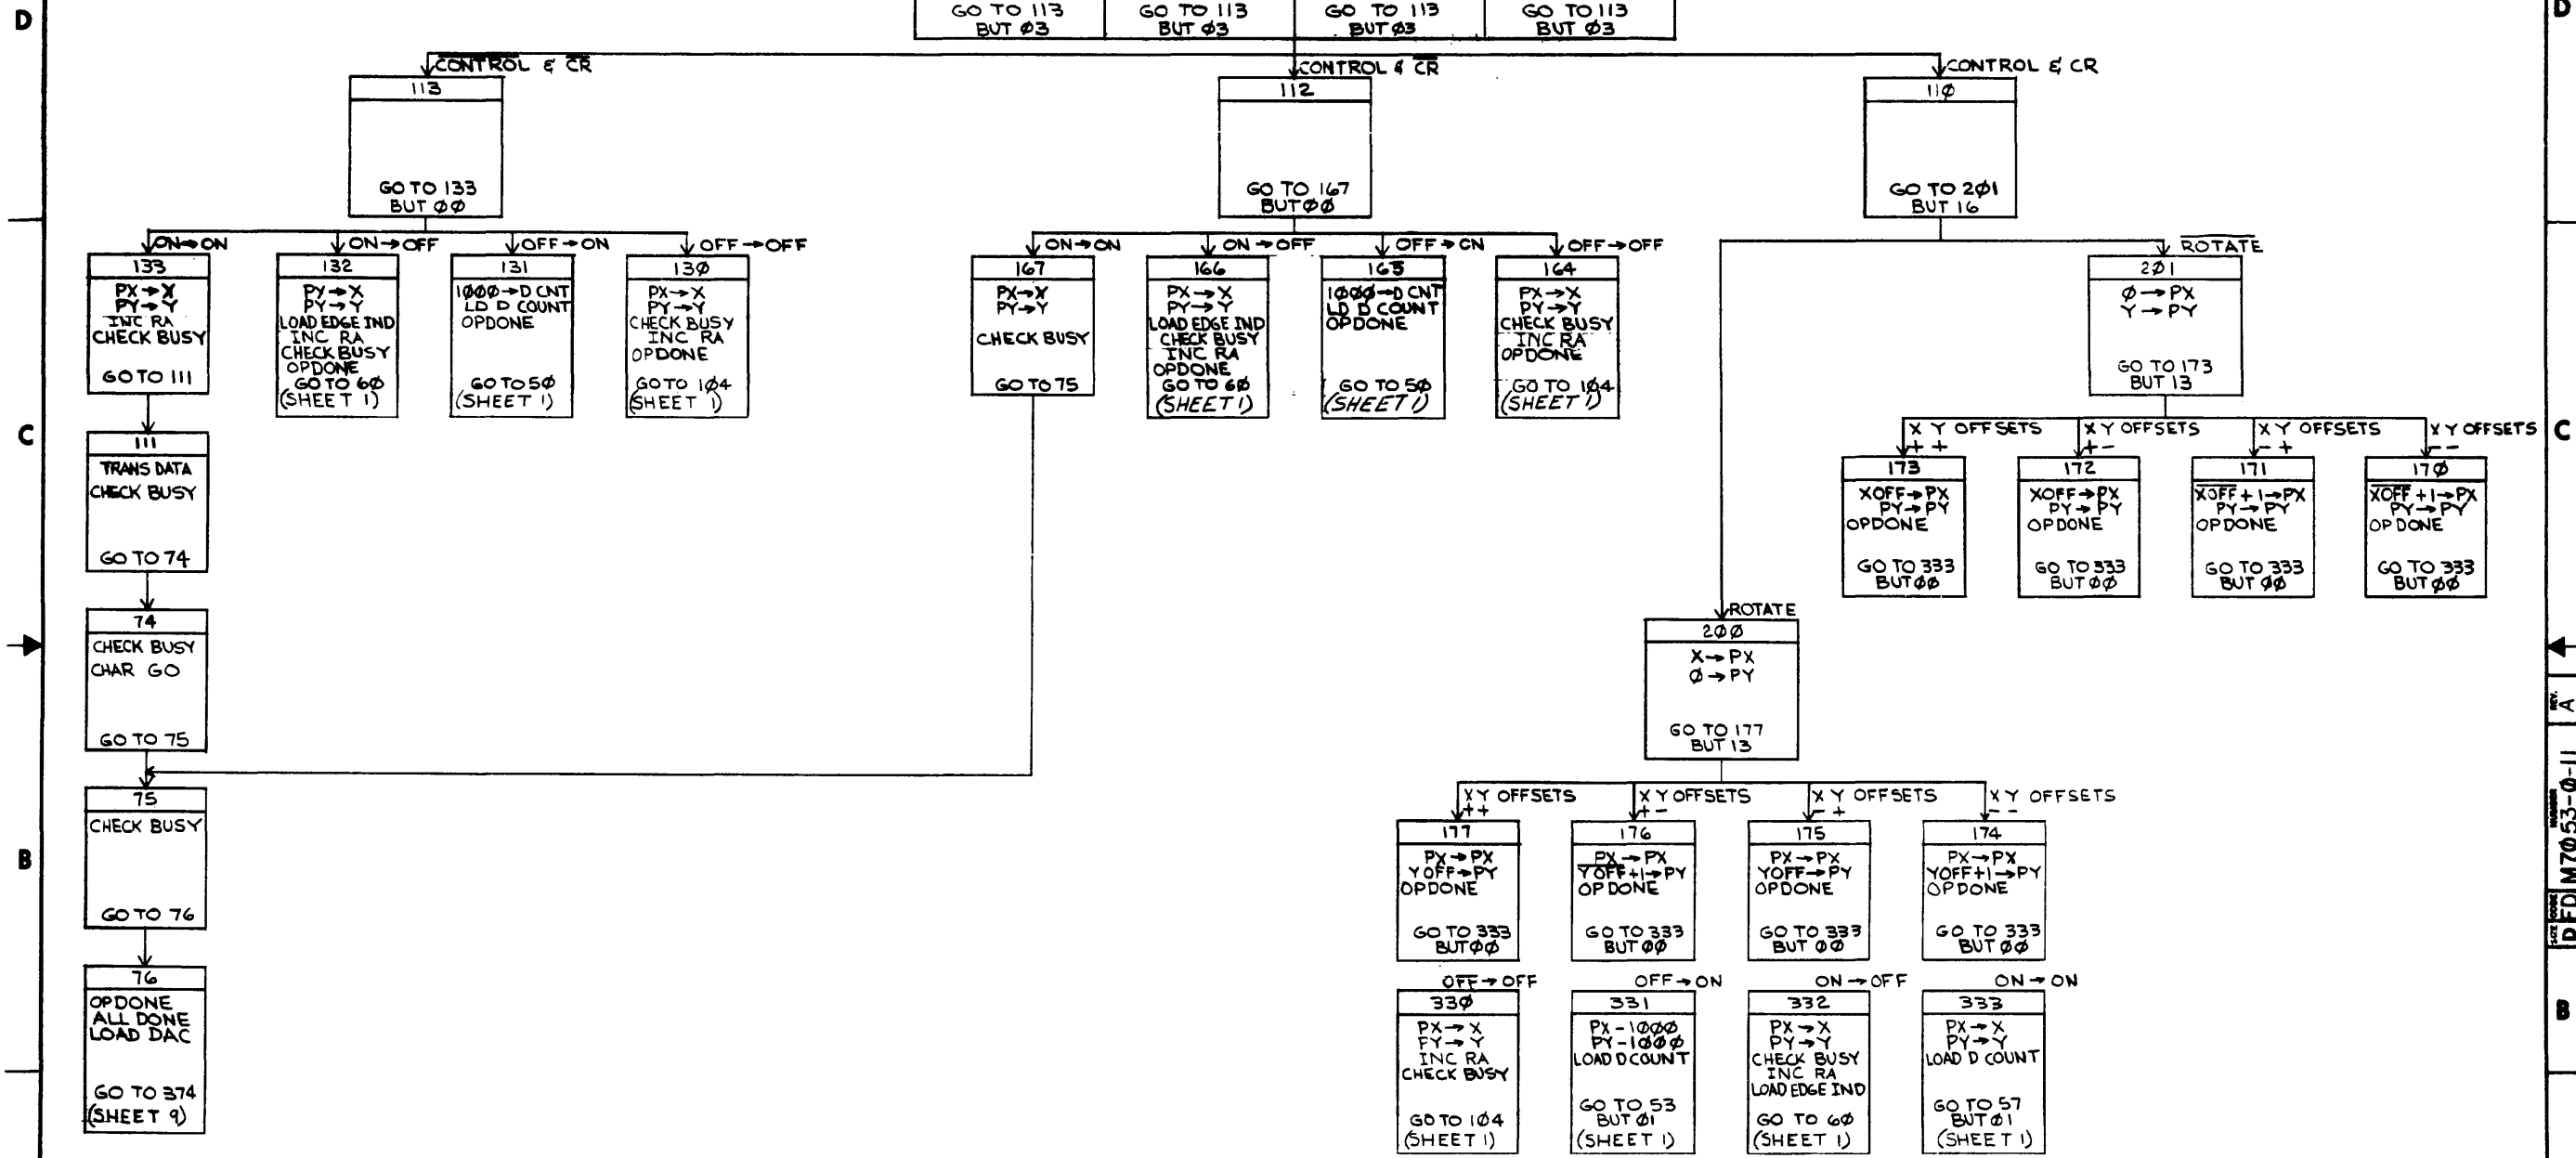 D
D
GO TO 113
BUT Ø3
GO TO 113
BUT Ø3
GO TO 113
BUT Ø3
GO TO 113
BUT Ø3
CONTROL & CR
113
GO TO 133
BUT ØØ
CONTROL & CR
112
GO TO 167
BUT ØØ
CONTROL & CR
11Ø
GO TO 2Ø1
BUT 16
ON→ON
133
PX→X
PY→Y
INC RA
CHECK BUSY
GO TO 111
ON→OFF
132
PX→X
PY→Y
LOAD EDGE IND
INC RA
CHECK BUSY
OPDONE
GO TO 6Ø
(SHEET 1)
OFF→ON
131
1ØØØ→D CNT
LD D COUNT
OPDONE
GO TO 5Ø
(SHEET 1)
OFF→OFF
13Ø
PX→X
PY→Y
CHECK BUSY
INC RA
OPDONE
GO TO 1Ø4
(SHEET 1)
ON→ON
167
PX→X
PY→Y
CHECK BUSY
GO TO 75
ON→OFF
166
PX→X
PY→Y
LOAD EDGE IND
CHECK BUSY
INC RA
OPDONE
GO TO 6Ø
(SHEET 1)
OFF→ON
165
1ØØØ→D CNT
LD D COUNT
OPDONE
GO TO 5Ø
(SHEET 1)
OFF→OFF
164
PX→X
PY→Y
CHECK BUSY
INC RA
OPDONE
GO TO 1Ø4
(SHEET 1)
ROTATE
2Ø1
Ø→PX
Y→PY
GO TO 173
BUT 13
C
C
111
TRANS DATA
CHECK BUSY
GO TO 74
X Y OFFSETS
+ +
173
XOFF→PX
PY→PY
OPDONE
GO TO 333
BUT ØØ
X Y OFFSETS
+ -
172
XOFF→PX
PY→PY
OPDONE
GO TO 333
BUT ØØ
X Y OFFSETS
- +
171
XOFF+1→PX
PY→PY
OPDONE
GO TO 333
BUT ØØ
X Y OFFSETS
- -
17Ø
XOFF+1→PX
PY→PY
OPDONE
GO TO 333
BUT ØØ
74
CHECK BUSY
CHAR GO
GO TO 75
ROTATE
2ØØ
X→PX
Ø→PY
GO TO 177
BUT 13
75
CHECK BUSY
GO TO 76
X Y OFFSETS
+ +
177
PX→PX
YOFF→PY
OPDONE
GO TO 333
BUT ØØ
X Y OFFSETS
+ -
176
PX→PX
YOFF+1→PY
OPDONE
GO TO 333
BUT ØØ
X Y OFFSETS
- +
175
PX→PX
YOFF→PY
OPDONE
GO TO 333
BUT ØØ
X Y OFFSETS
- -
174
PX→PX
YOFF+1→PY
OPDONE
GO TO 333
BUT ØØ
B
76
OPDONE
ALL DONE
LOAD DAC
GO TO 374
(SHEET 9)
OFF→OFF
33Ø
PX→X
PY→Y
INC RA
CHECK BUSY
GO TO 1Ø4
(SHEET 1)
OFF→ON
331
PX-1ØØØ
PY-1ØØØ
LOAD D COUNT
GO TO 53
BUT Ø1
(SHEET 1)
ON→OFF
332
PX→X
PY→Y
CHECK BUSY
INC RA
LOAD EDGE IND
GO TO 6Ø
(SHEET 1)
ON→ON
333
PX→X
PY→Y
LOAD D COUNT
GO TO 57
BUT Ø1
(SHEET 1)
B
REV.
A
NUMBER
M7Ø53-Ø-11
CODE
FD
SIZE
D